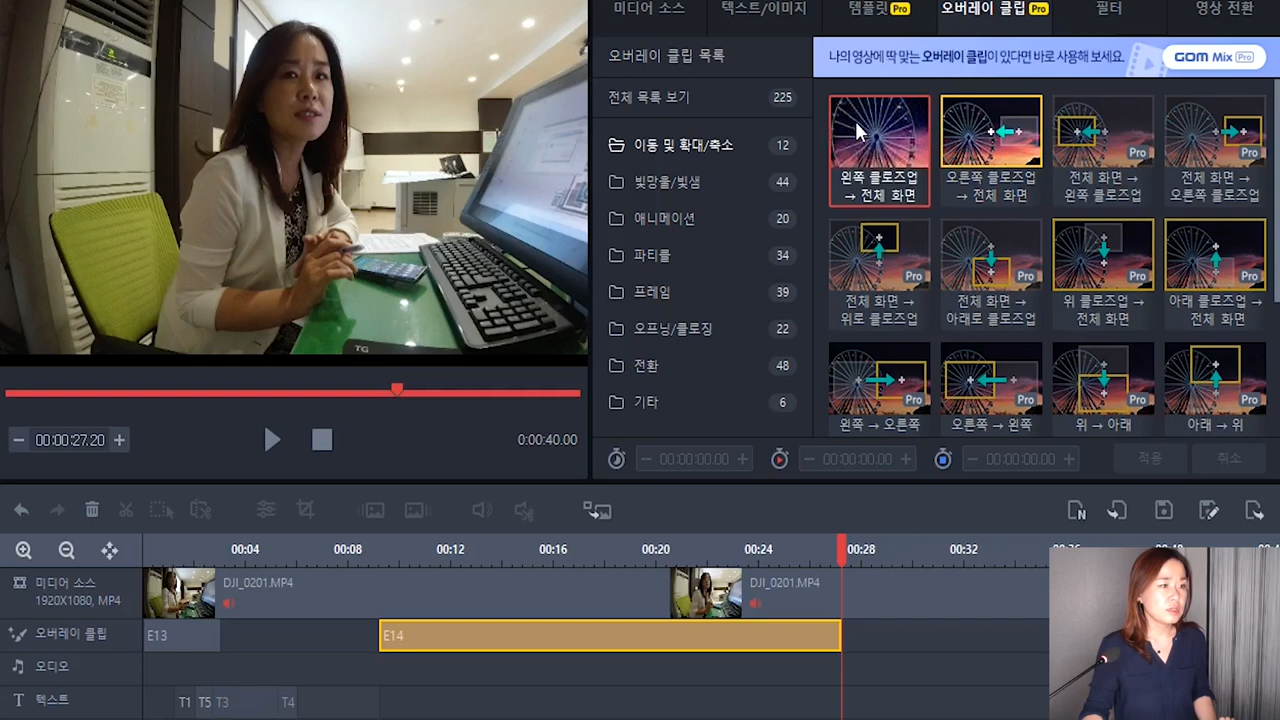 미디어 소스
텍스트/이미지
템플릿 Pro
오버레이 클립 Pro
필터
영상 전환
오버레이 클립 목록
나의 영상에 딱 맞는 오버레이 클립이 있다면 바로 사용해 보세요.
GOM Mix Pro
전체 목록 보기 225
이동 및 확대/축소 12
빛망울/빛샘 44
애니메이션 20
파티클 34
프레임 39
오프닝/클로징 22
전환 48
기타 6
왼쪽 클로즈업
→ 전체 화면
오른쪽 클로즈업
→ 전체 화면
Pro
전체 화면 →
왼쪽 클로즈업
Pro
전체 화면 →
오른쪽 클로즈업
Pro
전체 화면 →
위로 클로즈업
Pro
전체 화면 →
아래로 클로즈업
Pro
위 클로즈업 →
전체 화면
Pro
아래 클로즈업 →
전체 화면
Pro
왼쪽 → 오른쪽
Pro
오른쪽 → 왼쪽
Pro
위 → 아래
Pro
아래 → 위
TG
00:00:27.20
0:00:40.00
00:00:00.00
00:00:00.00
00:00:00.00
적용
취소
N
00:04 00:08 00:12 00:16 00:20 00:24 00:28 00:32
미디어 소스
1920X1080, MP4
DJI_0201.MP4
DJI_0201.MP4
오버레이 클립
E13
E14
오디오
텍스트
T1 T5 T3 T4